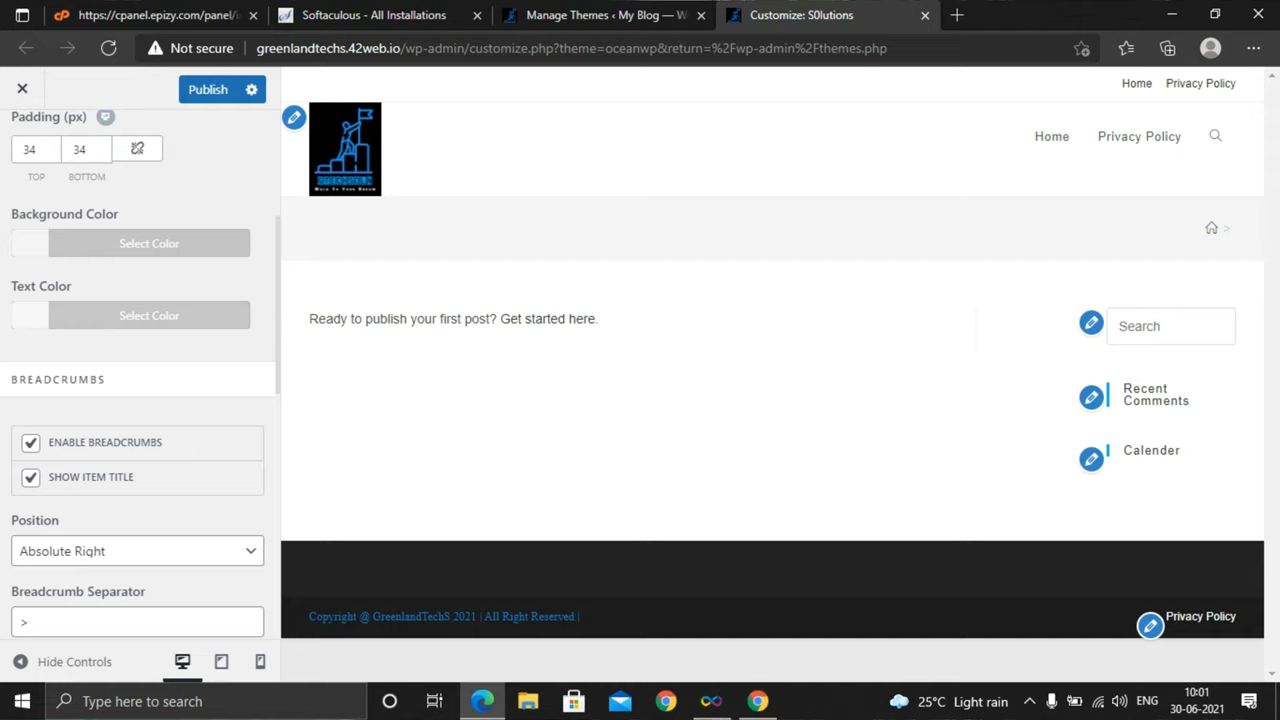 https://cpanel.epizy.com/panel/
Softaculous - All Installations
Manage Themes ‹ My Blog — W
Customize: S0lutions
Not secure
greenlandtechs.42web.io/wp-admin/customize.php?theme=oceanwp&return=%2Fwp-admin%2Fthemes.php
Publish
Home Privacy Policy
Padding (px)
34 34
TOP BOTTOM
Home Privacy Policy
Background Color
Select Color
>
Text Color
Select Color
Ready to publish your first post? Get started here.
Search
BREADCRUMBS
Recent
Comments
ENABLE BREADCRUMBS
Calender
SHOW ITEM TITLE
Position
Absolute Right
Breadcrumb Separator
>
Copyright @ GreenlandTechS 2021 | All Right Reserved |
Privacy Policy
Hide Controls
Type here to search
25°C Light rain
ENG
10:01
30-06-2021